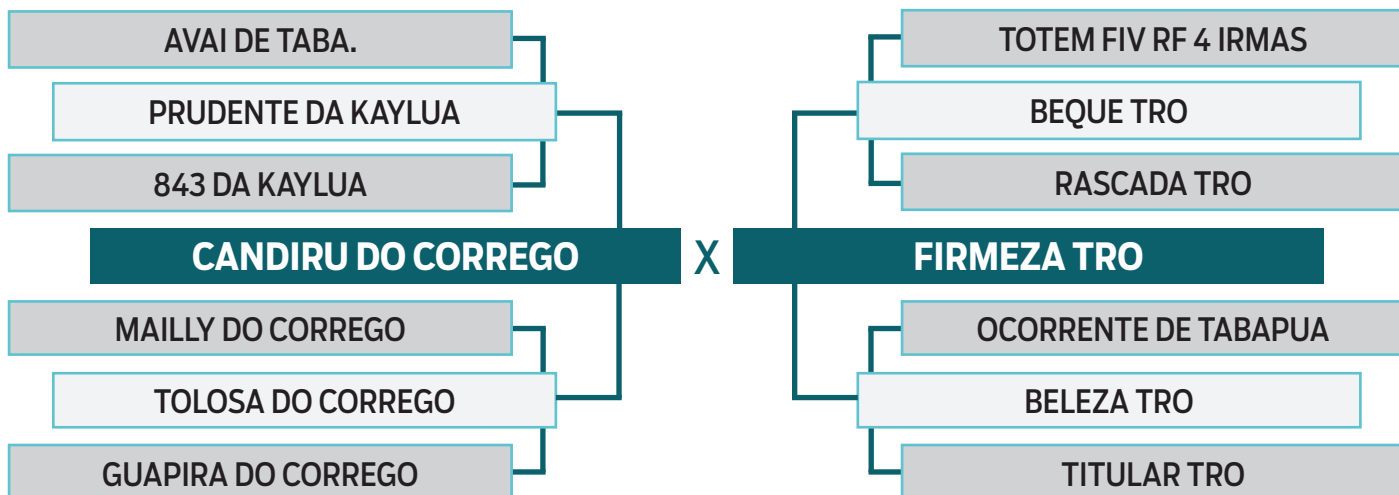 AVAI DE TABA.
PRUDENTE DA KAYLUA
843 DA KAYLUA
CANDIRU DO CORREGO
MAILLY DO CORREGO
TOLOSA DO CORREGO
GUAPIRA DO CORREGO
X
TOTEM FIV RF 4 IRMAS
BEQUE TRO
RASCADA TRO
FIRMEZA TRO
OCORRENTE DE TABAPUA
BELEZA TRO
TITULAR TRO